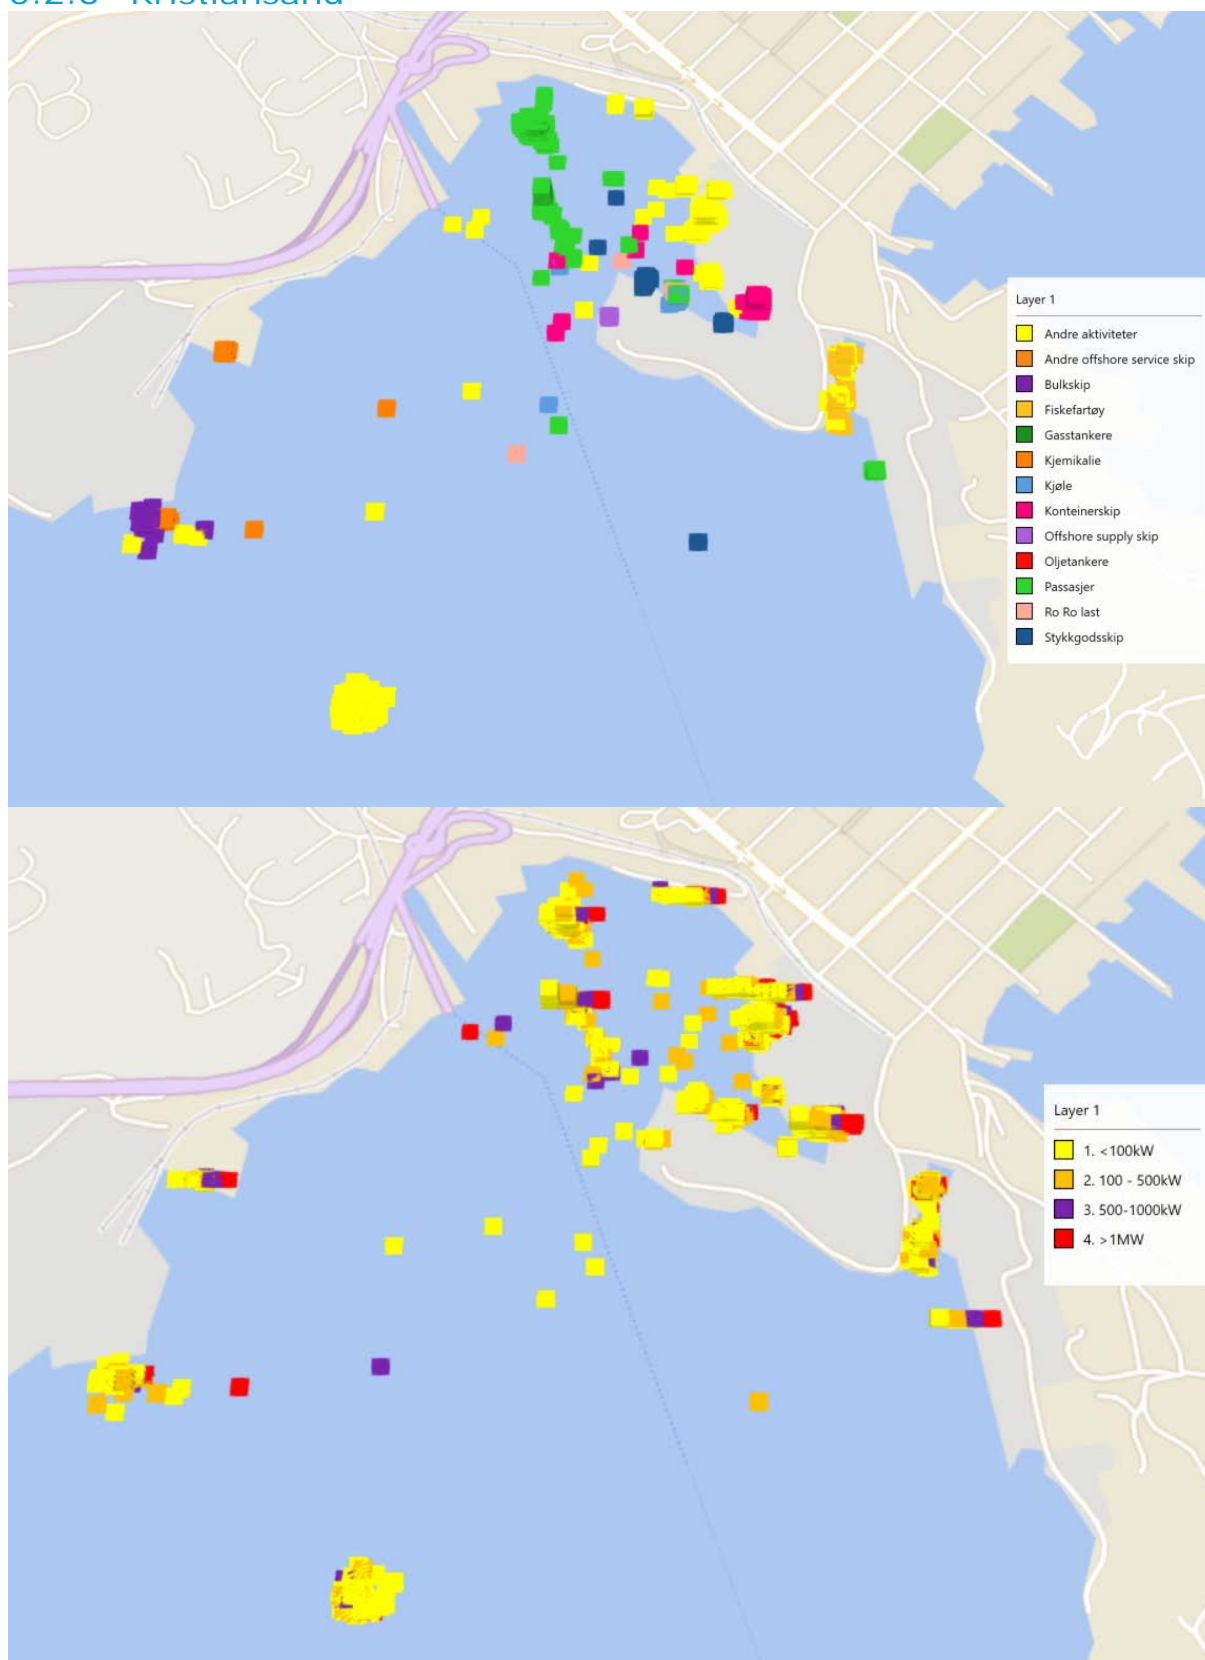 Kristiansand
Layer 1
Andre aktiviteter
Andre offshore service skip
Bulkskip
Fiskefartøy
Gasstankere
Kjemikalie
Kjøle
Konteinerskip
Offshore supply skip
Oljetankere
Passasjer
Ro Ro last
Stykkgodsskip
Layer 1
1. <100kW
2. 100 - 500kW
3. 500-1000kW
4. >1MW